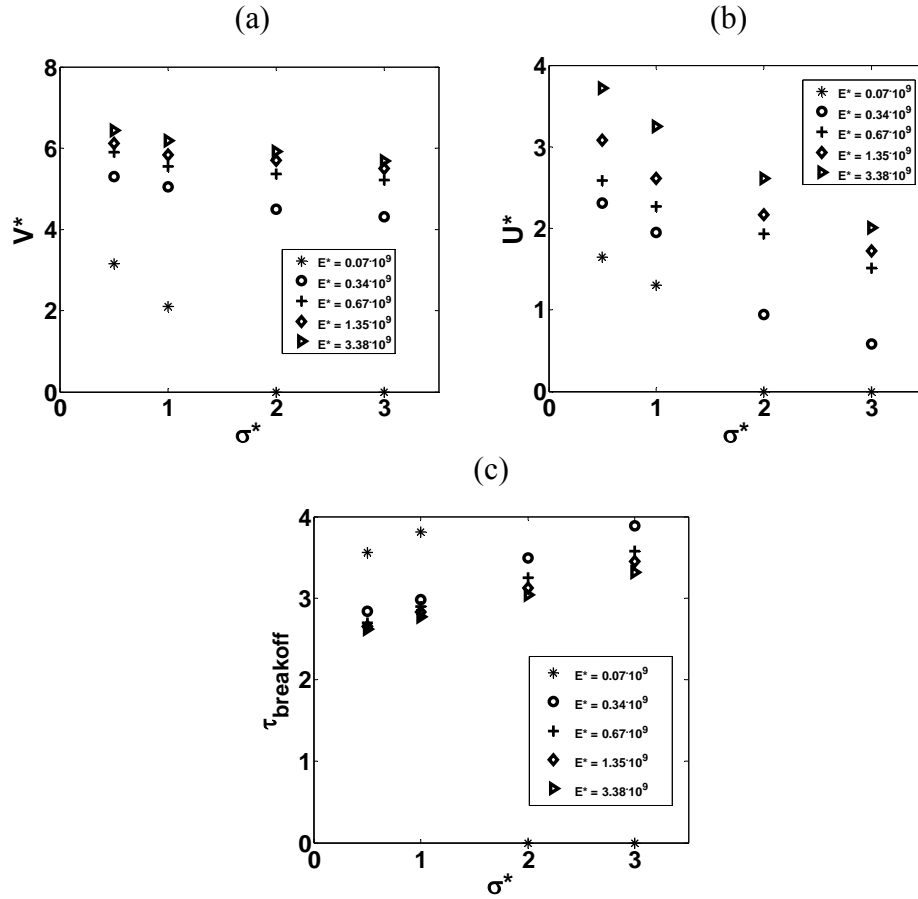 (a)
(b)
8
6
4
2
0
0
1
2
3
V*
σ*
E* = 0.07·10⁹
E* = 0.34·10⁹
E* = 0.67·10⁹
E* = 1.35·10⁹
E* = 3.38·10⁹
4
3
2
1
0
0
1
2
3
U*
σ*
E* = 0.07·10⁹
E* = 0.34·10⁹
E* = 0.67·10⁹
E* = 1.35·10⁹
E* = 3.38·10⁹
(c)
4
3
2
1
0
0
1
2
3
τbreakoff
σ*
E* = 0.07·10⁹
E* = 0.34·10⁹
E* = 0.67·10⁹
E* = 1.35·10⁹
E* = 3.38·10⁹